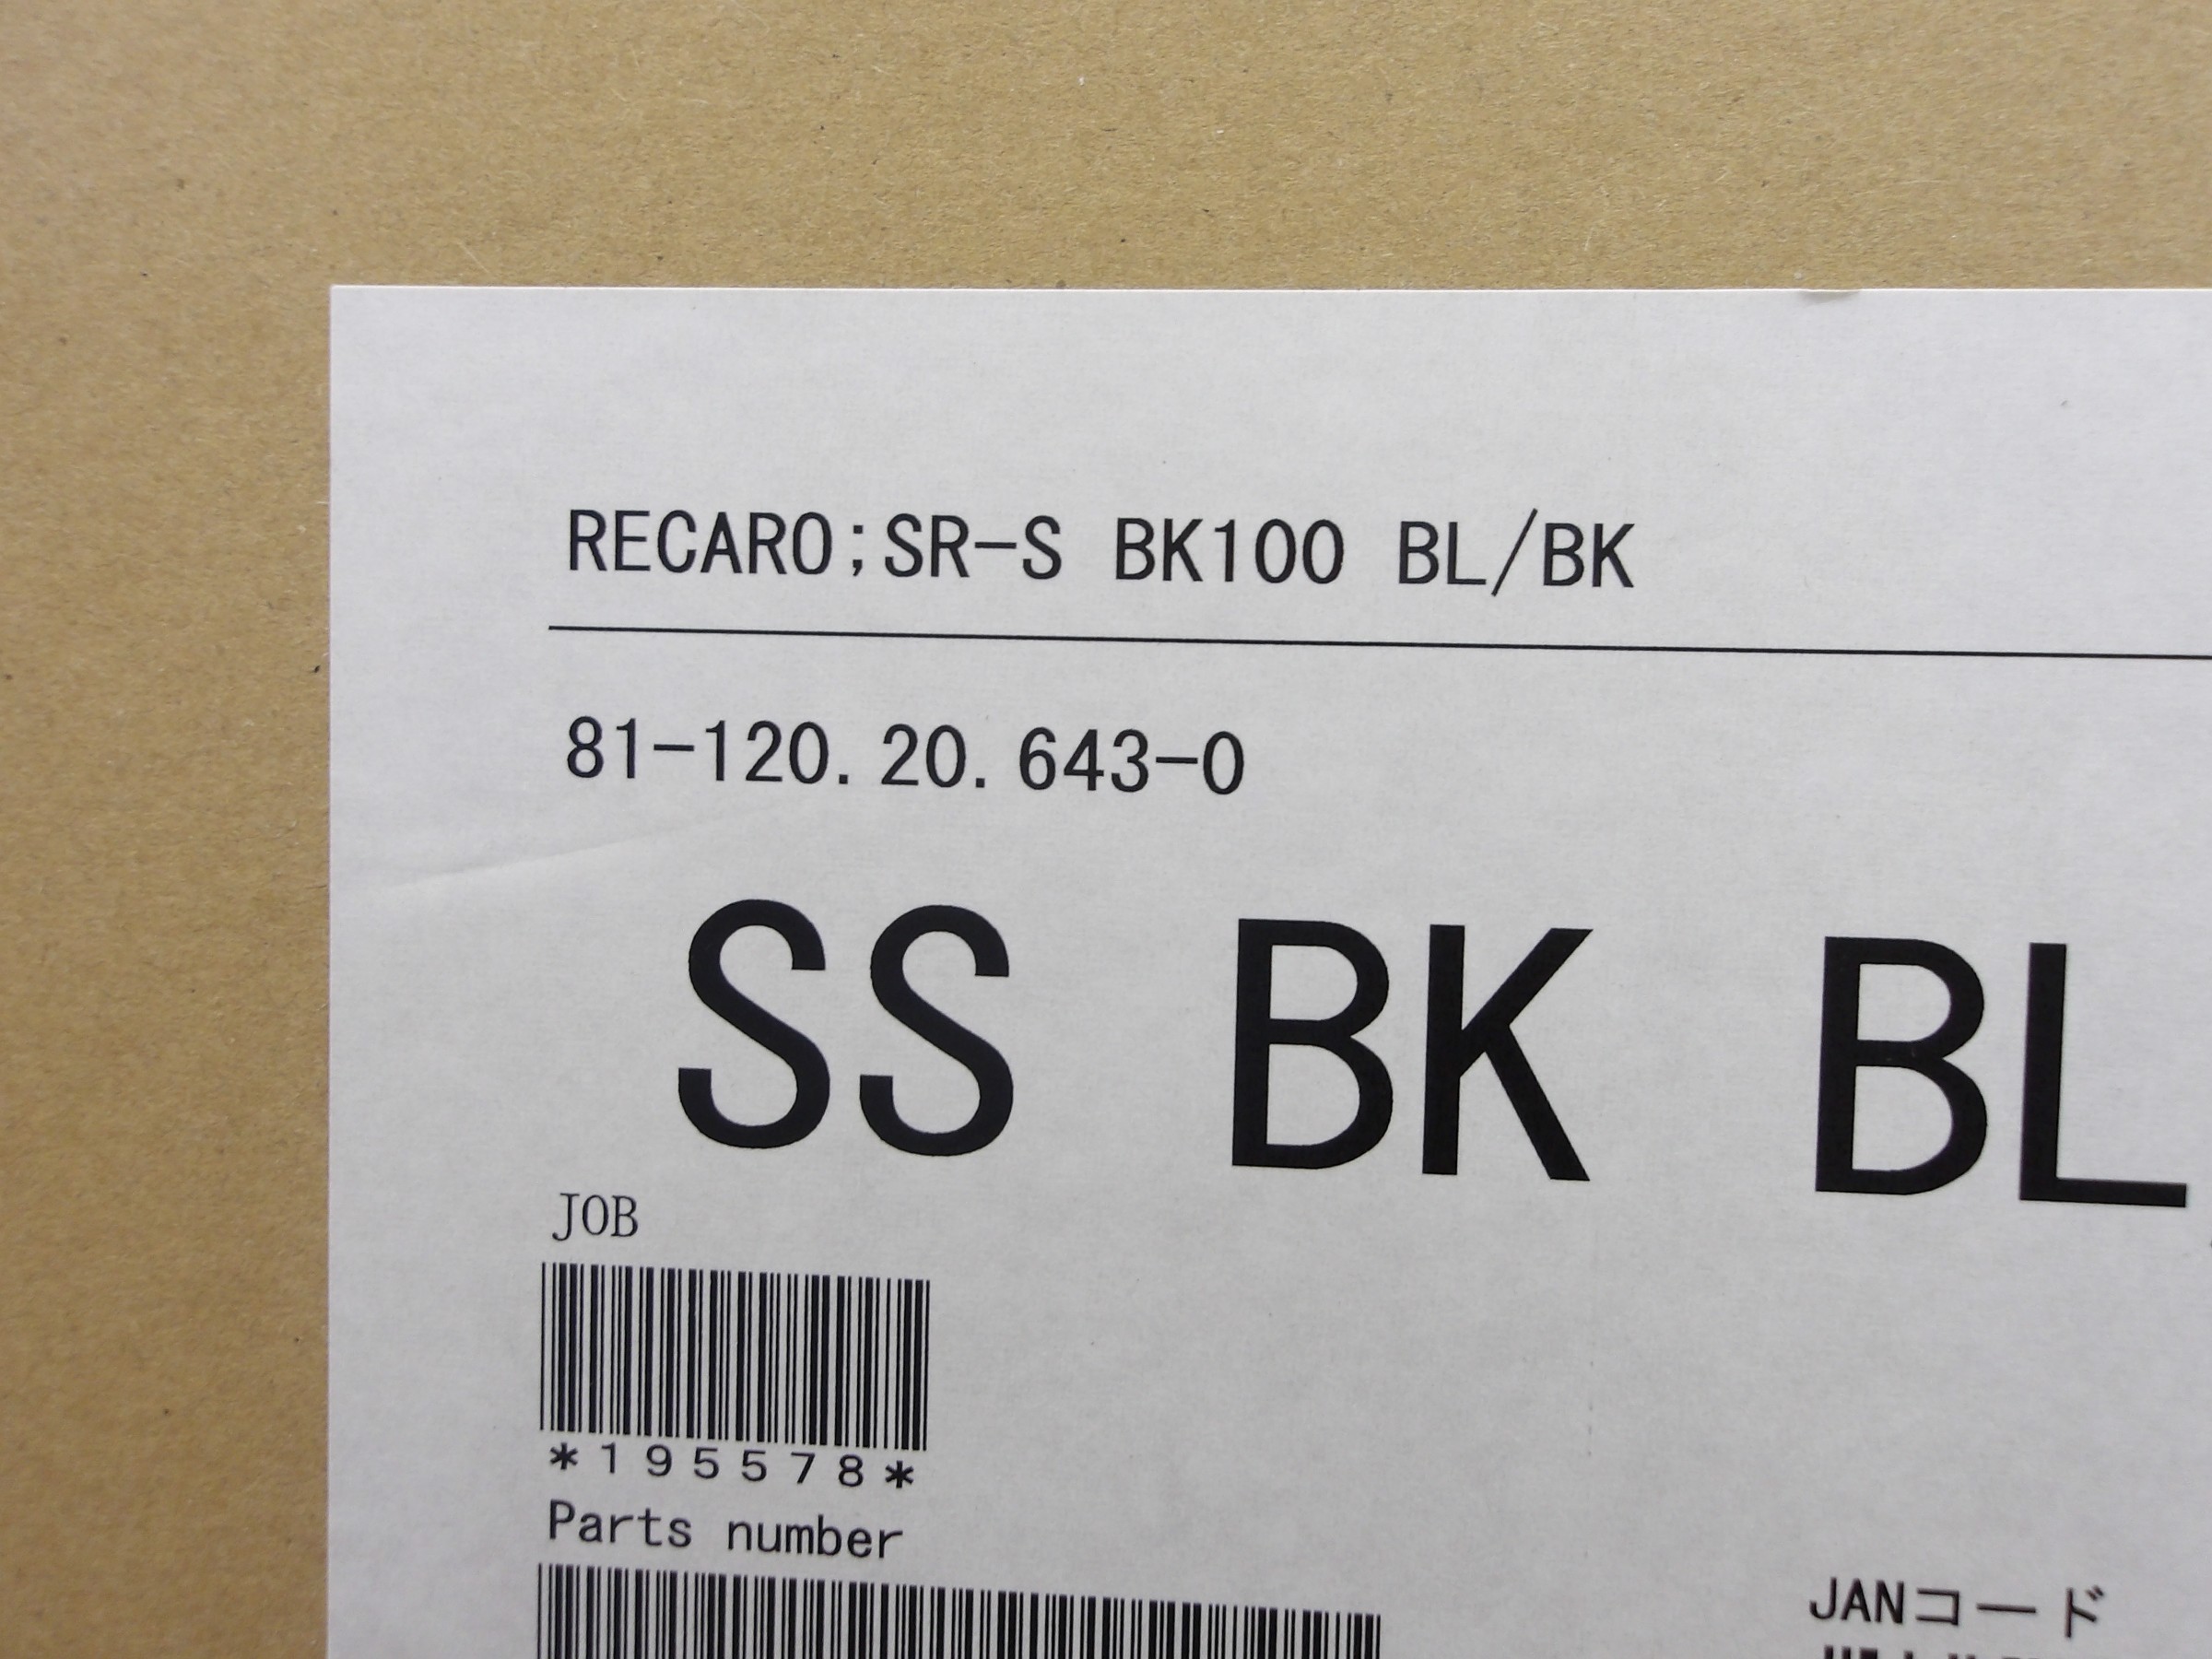 RECARO;SR-S BK100 BL/BK
81-120.20.643-0
SS BK BL
JOB
*195578*
Parts number
JANコード